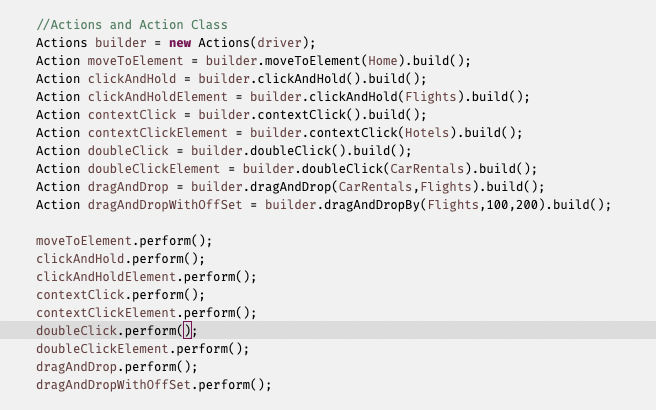 //Actions and Action Class
Actions builder = new Actions(driver);
Action moveToElement = builder.moveToElement(Home).build();
Action clickAndHold = builder.clickAndHold().build();
Action clickAndHoldElement = builder.clickAndHold(Flights).build();
Action contextClick = builder.contextClick().build();
Action contextClickElement = builder.contextClick(Hotels).build();
Action doubleClick = builder.doubleClick().build();
Action doubleClickElement = builder.doubleClick(CarRentals).build();
Action dragAndDrop = builder.dragAndDrop(CarRentals,Flights).build();
Action dragAndDropWithOffSet = builder.dragAndDropBy(Flights,100,200).build();
moveToElement.perform();
clickAndHold.perform();
clickAndHoldElement.perform();
contextClick.perform();
contextClickElement.perform();
doubleClick.perform();
doubleClickElement.perform();
dragAndDrop.perform();
dragAndDropWithOffSet.perform();